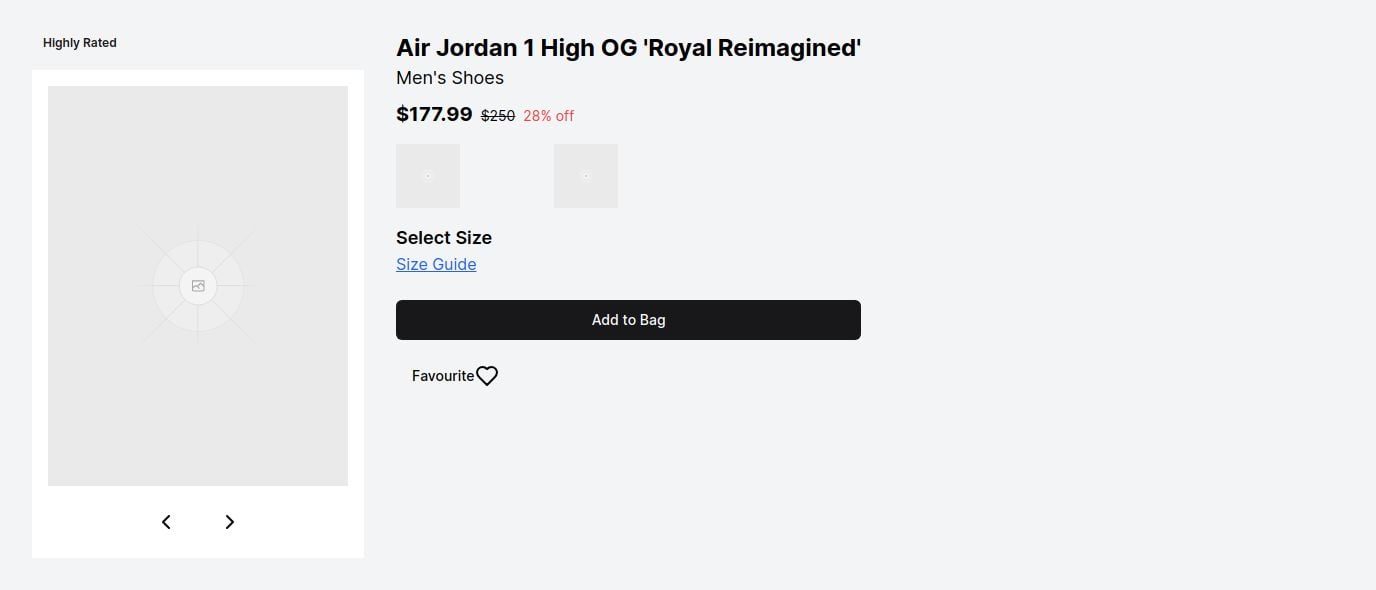 Highly Rated
Air Jordan 1 High OG 'Royal Reimagined'
Men's Shoes
$177.99 $250 28% off
Select Size
Size Guide
Add to Bag
Favourite